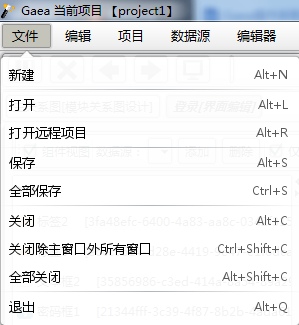 Gaea 当前项目 【project1】
文件 编辑 项目 数据源 编辑器
新建 Alt+N
打开 Alt+L
打开远程项目 Alt+R
保存 Alt+S
全部保存 Ctrl+S
关闭 Alt+C
关闭除主窗口外所有窗口 Ctrl+Shift+C
全部关闭 Alt+Shift+C
退出 Alt+Q